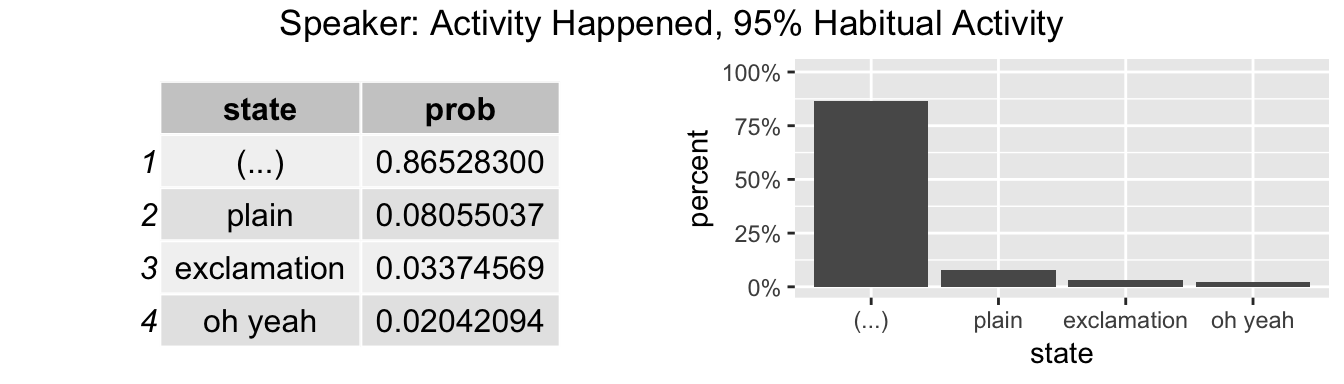 Speaker: Activity Happened, 95% Habitual Activity
state prob
1 (...) 0.86528300
2 plain 0.08055037
3 exclamation 0.03374569
4 oh yeah 0.02042094
percent
100%
75%
50%
25%
0%
(...) plain exclamation oh yeah
state